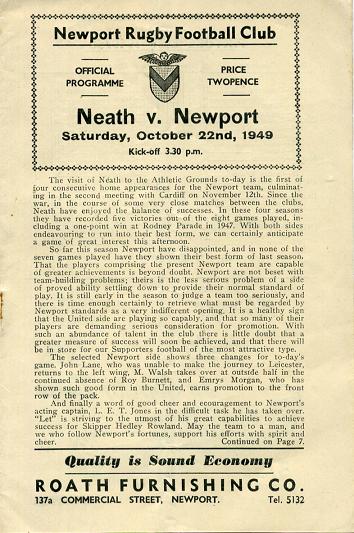 Newport Rugby Football Club
OFFICIAL
PROGRAMME
PRICE
TWOPENCE
Neath v. Newport
Saturday, October 22nd, 1949
Kick-off 3.30 p.m.
The visit of Neath to the Athletic Grounds to-day is the first of
four consecutive home appearances for the Newport team, culminat-
ing in the second meeting with Cardiff on November 12th. Since the
war, in the course of some very close matches between the clubs,
Neath have enjoyed the balance of successes. In these four seasons
they have recorded five victories out of the eight games played, in-
cluding a one-point win at Rodney Parade in 1947. With both sides
endeavouring to run into their best form, we can certainly anticipate
a game of great interest this afternoon.
So far this season Newport have disappointed, and in none of the
seven games played have they shown their best form of last season.
That the players comprising the present Newport team are capable
of greater achievements is beyond doubt. Newport are not beset with
team-building problems; theirs is the less serious problem of a side
of proved ability settling down to provide their normal standard of
play. It is still early in the season to judge a team too seriously, and
there is time enough certainly to retrieve what must be regarded by
Newport standards as a very indifferent opening. It is a healthy sign
that the United side are playing so capably, and that so many of their
players are demanding serious consideration for promotion. With
such an abundance of talent in the club there is little doubt that a
greater measure of success will soon be achieved, and that there will
be in store for our Supporters football of the most attractive type.
The selected Newport side shows three changes for to-day's
game. John Lane, who was unable to make the journey to Leicester,
returns to the left wing, M. Walsh takes over at outside half in the
continued absence of Roy Burnett, and Emrys Morgan, who has
shown such good form in the United, earns promotion to the front
row of the pack.
And finally a word of good cheer and ecouragement to Newport's
acting captain, L. E. T. Jones in the difficult task he has taken over.
"Let" is striving to the utmost of his great capabilities to achieve
success for Skipper Hedley Rowland. May the team to a man, and
we who follow Newport's fortunes, support his efforts with spirit and
cheer. Continued on Page 7.
Quality is Sound Economy
ROATH FURNISHING CO.
137a COMMERCIAL STREET, NEWPORT. Tel. 5132